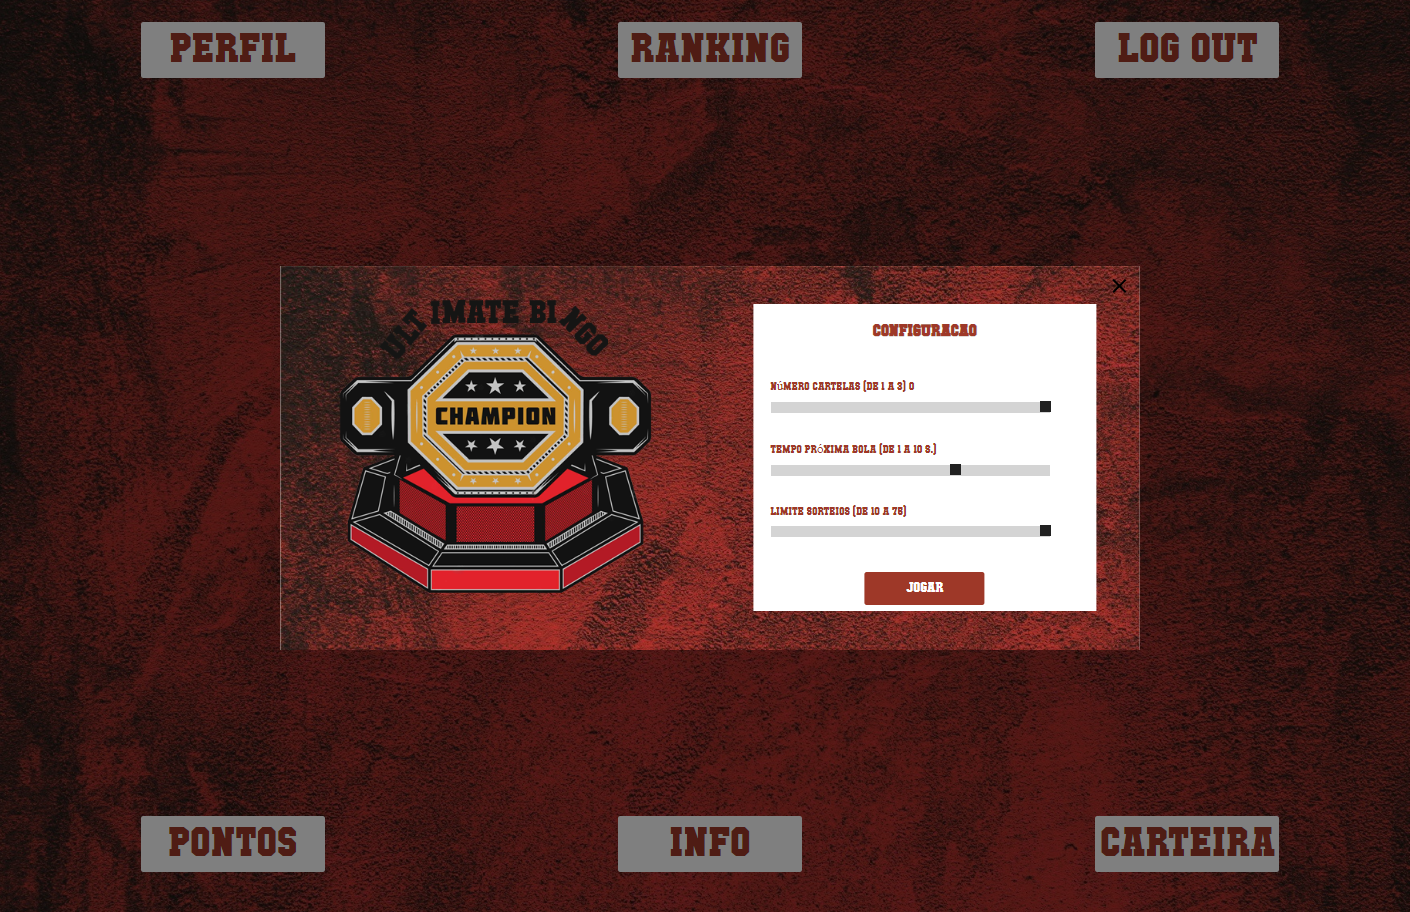 PERFIL
RANKING
LOG OUT
ULTIMATE BINGO
CHAMPION
CONFIGURACAO
NÚMERO CARTELAS (DE 1 A 3) 0
TEMPO PRÓXIMA BOLA (DE 1 A 10 S.)
LIMITE SORTEIOS (DE 10 A 75)
JOGAR
PONTOS
INFO
CARTEIRA